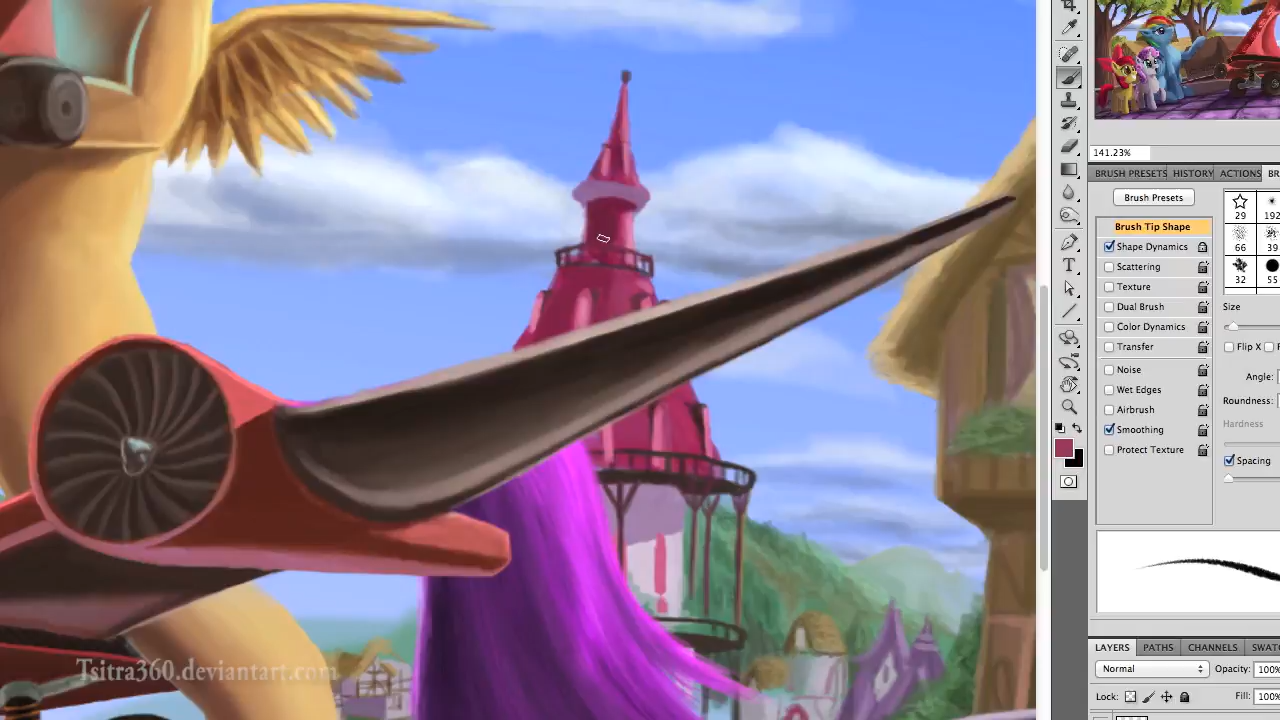 141.23%
BRUSH PRESETS HISTORY ACTIONS
Brush Presets
29
Brush Tip Shape
66
Shape Dynamics
32 55
Scattering
Texture
Dual Brush
Size
Color Dynamics
Transfer
Flip X
Noise
Angle:
Wet Edges
Roundness:
Airbrush
Hardness
Smoothing
Protect Texture
Spacing
Tsitra360.deviantart.com
LAYERS PATHS CHANNELS
Normal
Opacity:
Lock:
Fill: